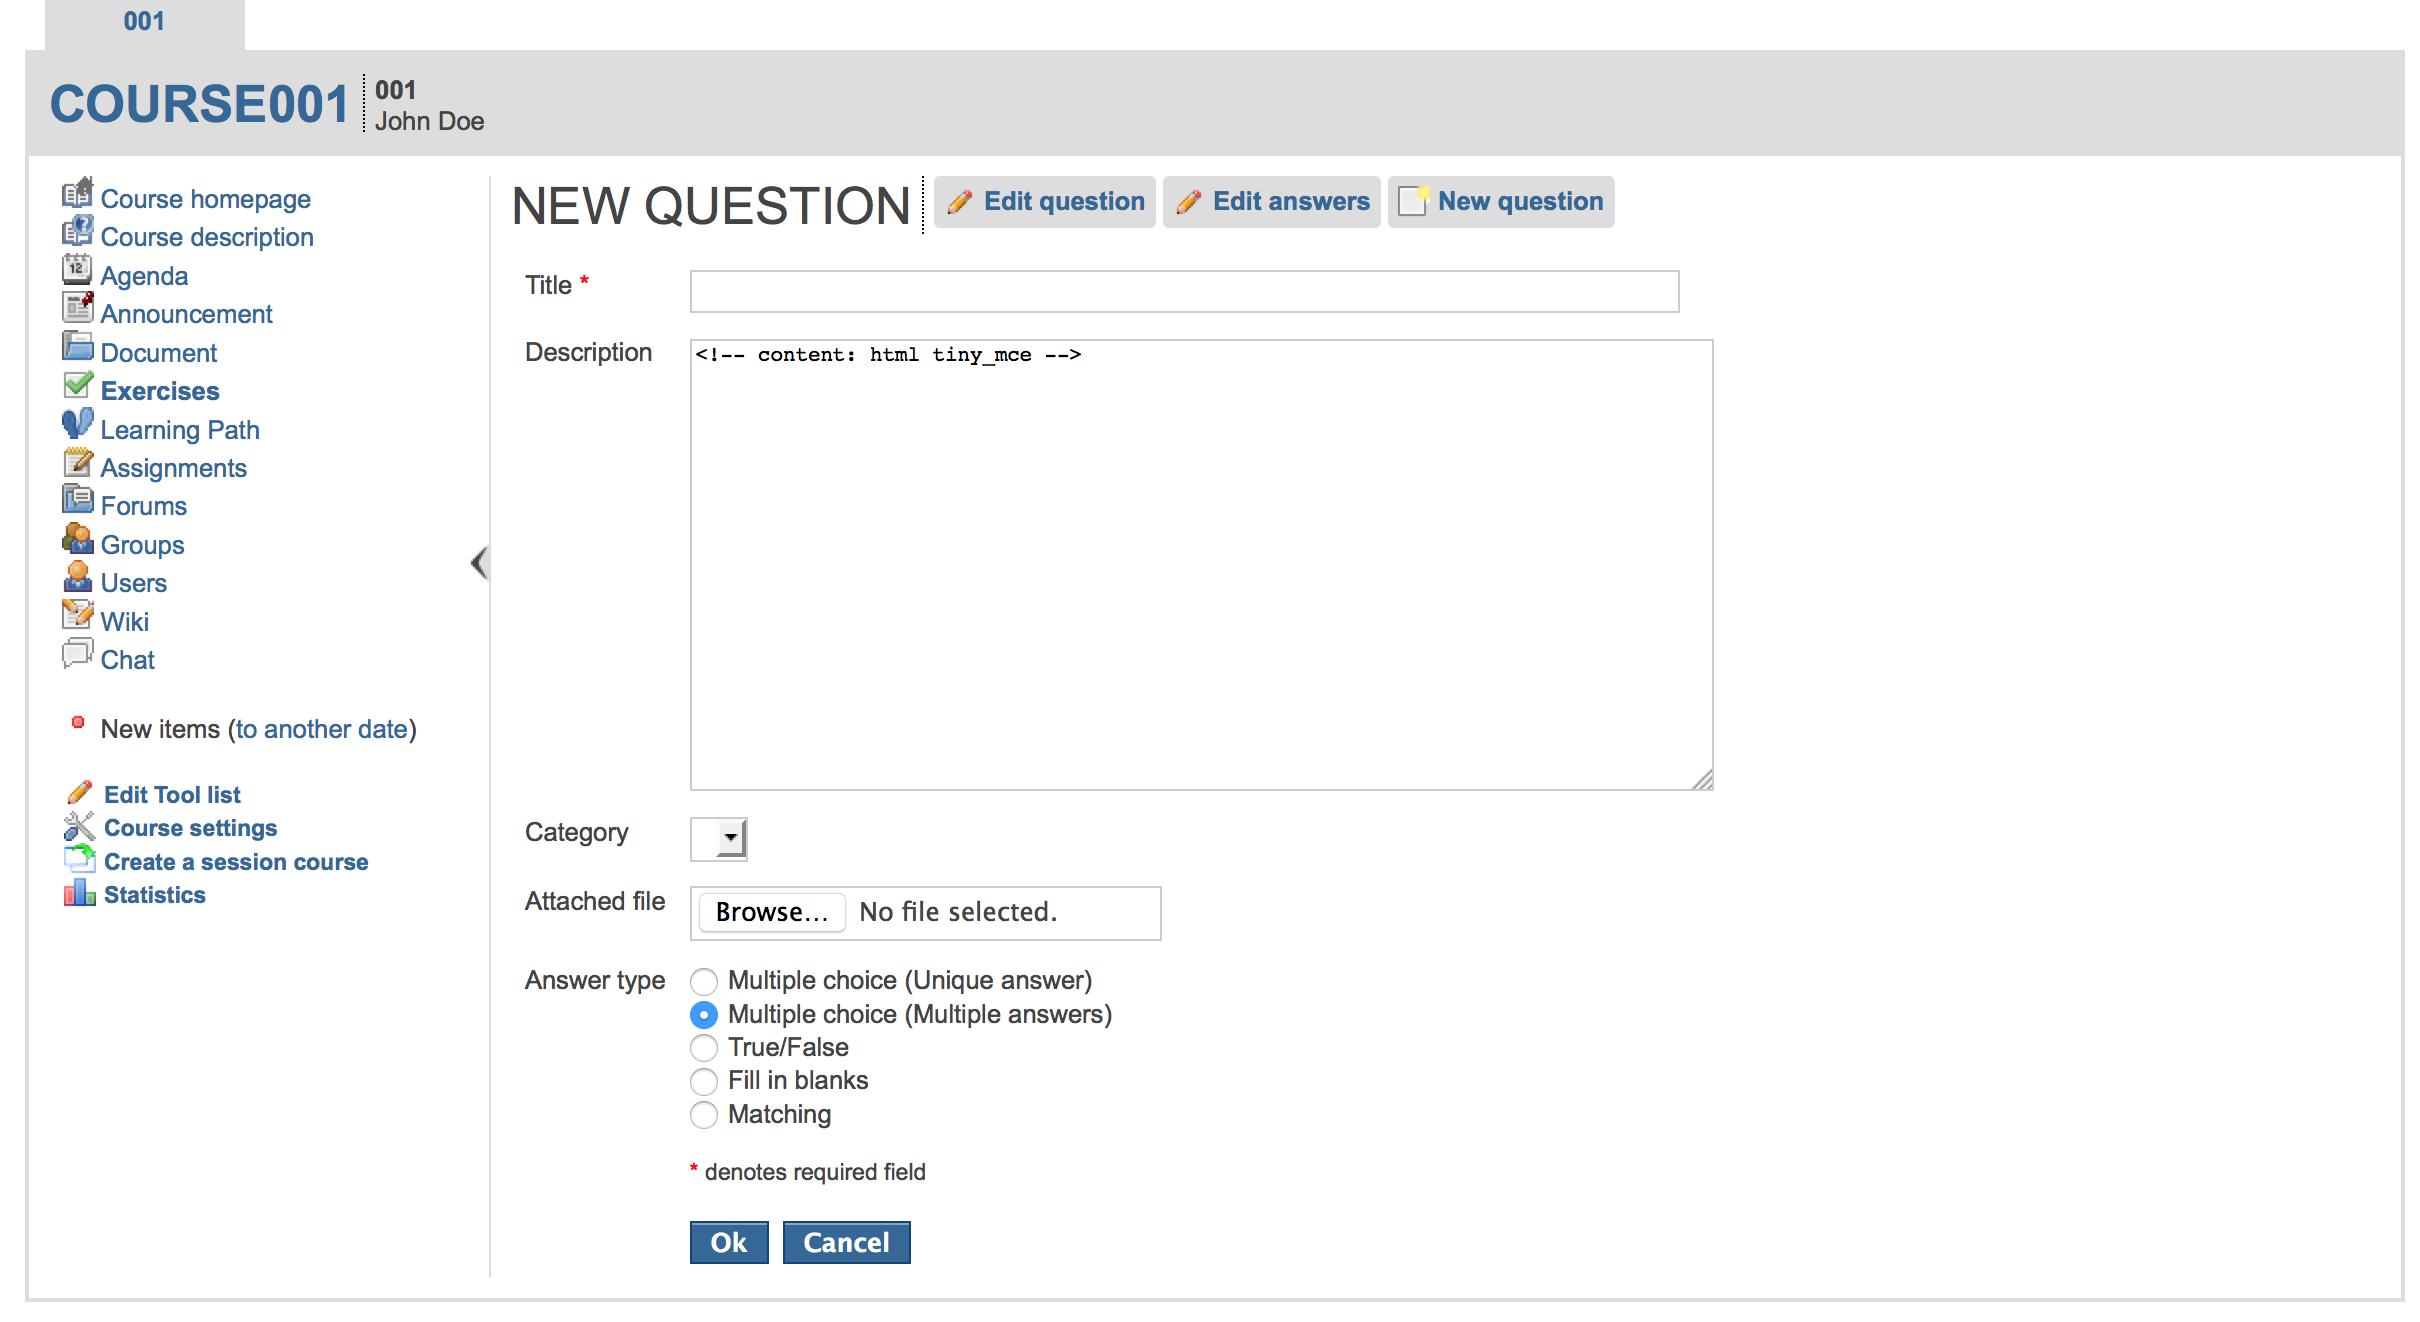 001
COURSE001
001
John Doe
Course homepage
Course description
Agenda
Announcement
Document
Exercises
Learning Path
Assignments
Forums
Groups
Users
Wiki
Chat
New items (to another date)
Edit Tool list
Course settings
Create a session course
Statistics
NEW QUESTION
Edit question
Edit answers
New question
Title *
Description
<!-- content: html tiny_mce -->
Category
Attached file
Browse... No file selected.
Answer type
Multiple choice (Unique answer)
Multiple choice (Multiple answers)
True/False
Fill in blanks
Matching
* denotes required field
Ok
Cancel